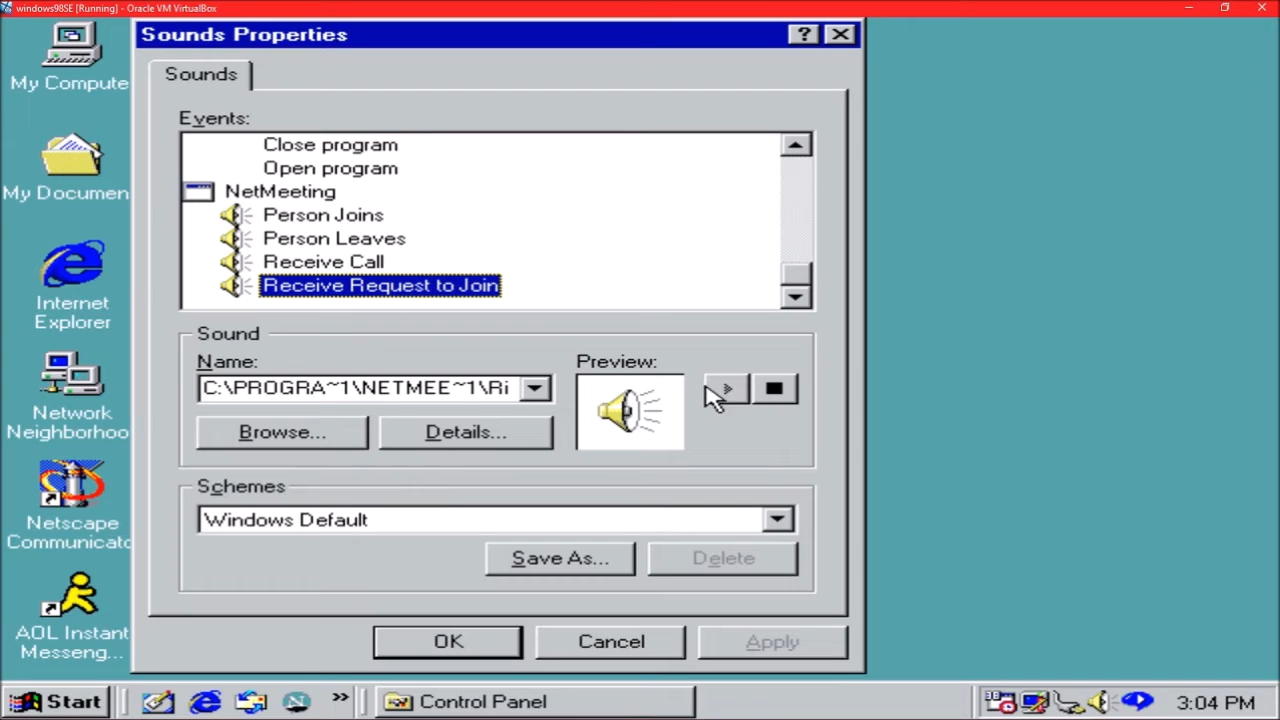 windows98SE [Running] - Oracle VM VirtualBox
Sounds Properties
Sounds
Events:
Close program
Open program
NetMeeting
Person Joins
Person Leaves
Receive Call
Receive Request to Join
Sound
Name:
Preview:
C:\PROGRA~1\NETMEE~1\Ri
Browse...
Details...
Schemes
Windows Default
Save As...
Delete
OK
Cancel
Apply
My Compute
My Documen
Internet
Explorer
Network
Neighborhoo
Netscape
Communicato
AOL Instant
Messeng...
Start
»
Control Panel
3:04 PM